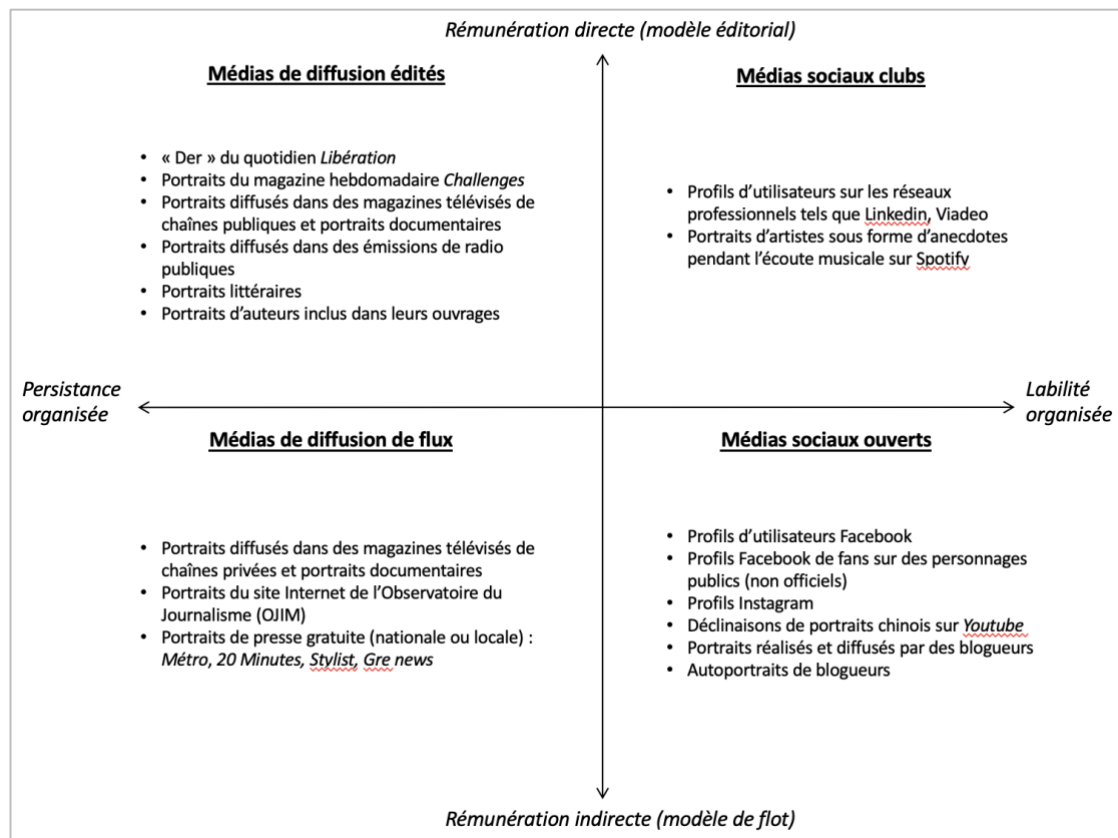 Rémunération directe (modèle éditorial)
Médias de diffusion édités
• « Der » du quotidien Libération
• Portraits du magazine hebdomadaire Challenges
• Portraits diffusés dans des magazines télévisés de
chaînes publiques et portraits documentaires
• Portraits diffusés dans des émissions de radio
publiques
• Portraits littéraires
• Portraits d’auteurs inclus dans leurs ouvrages
Médias sociaux clubs
• Profils d’utilisateurs sur les réseaux
professionnels tels que Linkedin, Viadeo
• Portraits d’artistes sous forme d’anecdotes
pendant l’écoute musicale sur Spotify
Persistance
organisée
Labilité
organisée
Médias de diffusion de flux
• Portraits diffusés dans des magazines télévisés de
chaînes privées et portraits documentaires
• Portraits du site Internet de l’Observatoire du
Journalisme (OJIM)
• Portraits de presse gratuite (nationale ou locale) :
Métro, 20 Minutes, Stylist, Gre news
Médias sociaux ouverts
• Profils d’utilisateurs Facebook
• Profils Facebook de fans sur des personnages
publics (non officiels)
• Profils Instagram
• Déclinaisons de portraits chinois sur Youtube
• Portraits réalisés et diffusés par des blogueurs
• Autoportraits de blogueurs
Rémunération indirecte (modèle de flot)